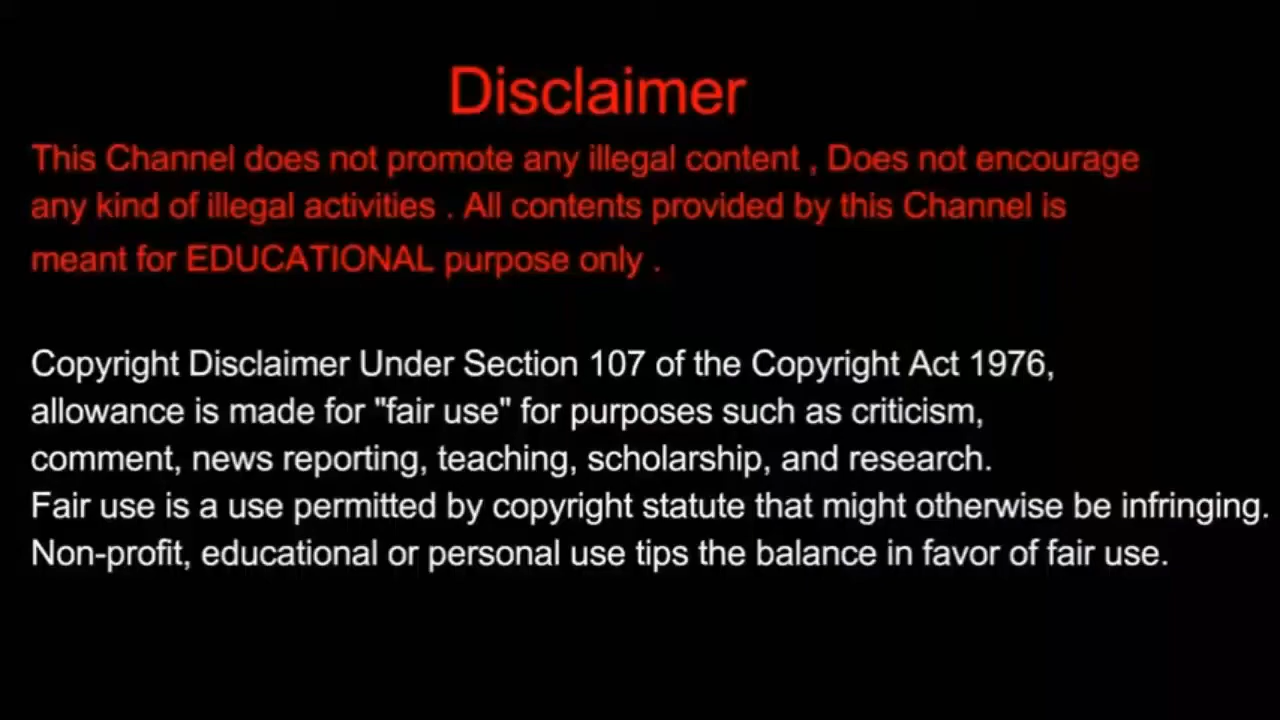 Disclaimer
This Channel does not promote any illegal content , Does not encourage
any kind of illegal activities . All contents provided by this Channel is
meant for EDUCATIONAL purpose only .
Copyright Disclaimer Under Section 107 of the Copyright Act 1976,
allowance is made for "fair use" for purposes such as criticism,
comment, news reporting, teaching, scholarship, and research.
Fair use is a use permitted by copyright statute that might otherwise be infringing.
Non-profit, educational or personal use tips the balance in favor of fair use.